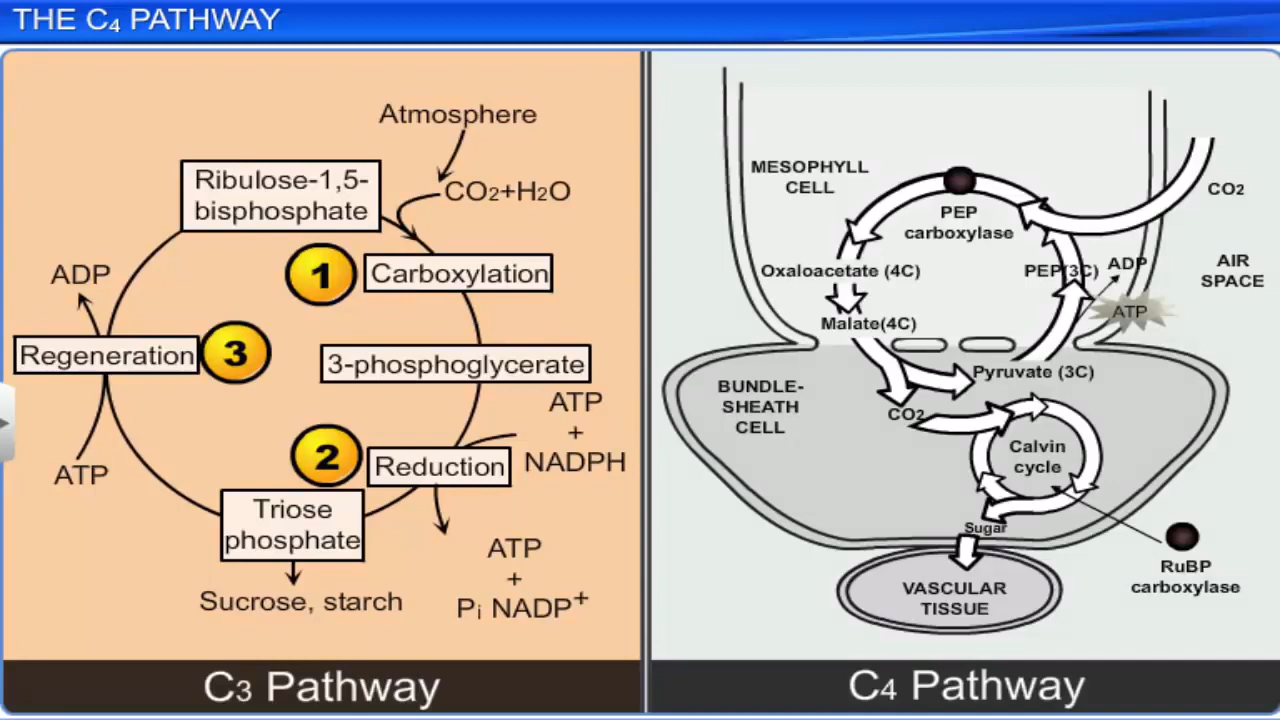 THE C4 PATHWAY
Atmosphere
Ribulose-1,5-
bisphosphate
CO2+H2O
1
Carboxylation
ADP
Regeneration
3
3-phosphoglycerate
ATP
+
NADPH
2
Reduction
ATP
Triose
phosphate
ATP
+
Pi NADP+
Sucrose, starch
C3 Pathway
MESOPHYLL
CELL
CO2
PEP
carboxylase
Oxaloacetate (4C)
PEP(3C)
ADP
AIR
SPACE
ATP
Malate(4C)
Pyruvate (3C)
BUNDLE-
SHEATH
CELL
CO2
Calvin
cycle
Sugar
RuBP
carboxylase
VASCULAR
TISSUE
C4 Pathway